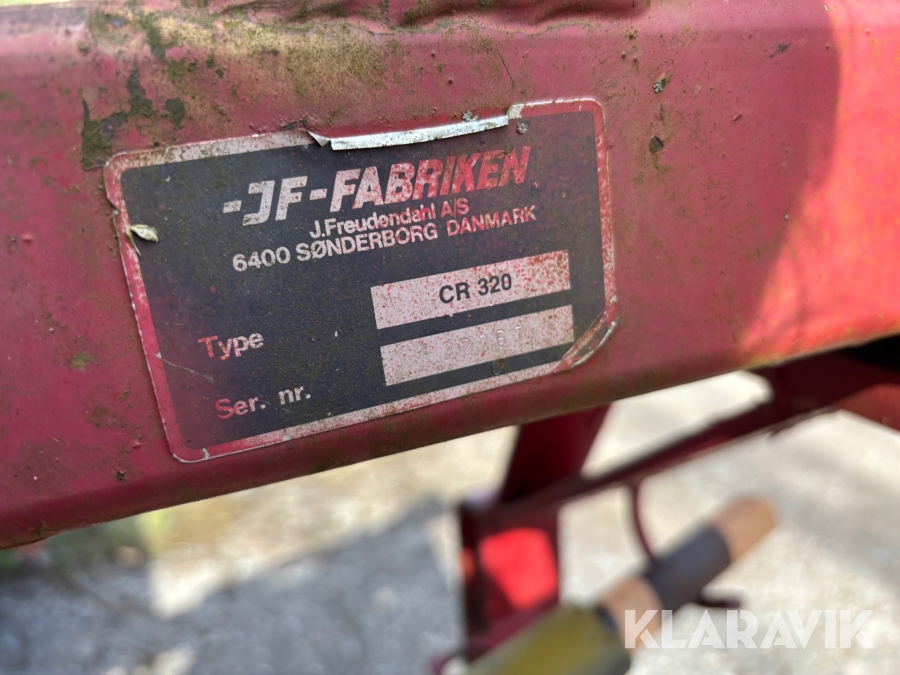 -JF-FABRIKEN
J.Freudendahl A/S
6400 SØNDERBORG DANMARK
Type CR 320
Ser. nr.
KLARAVIK